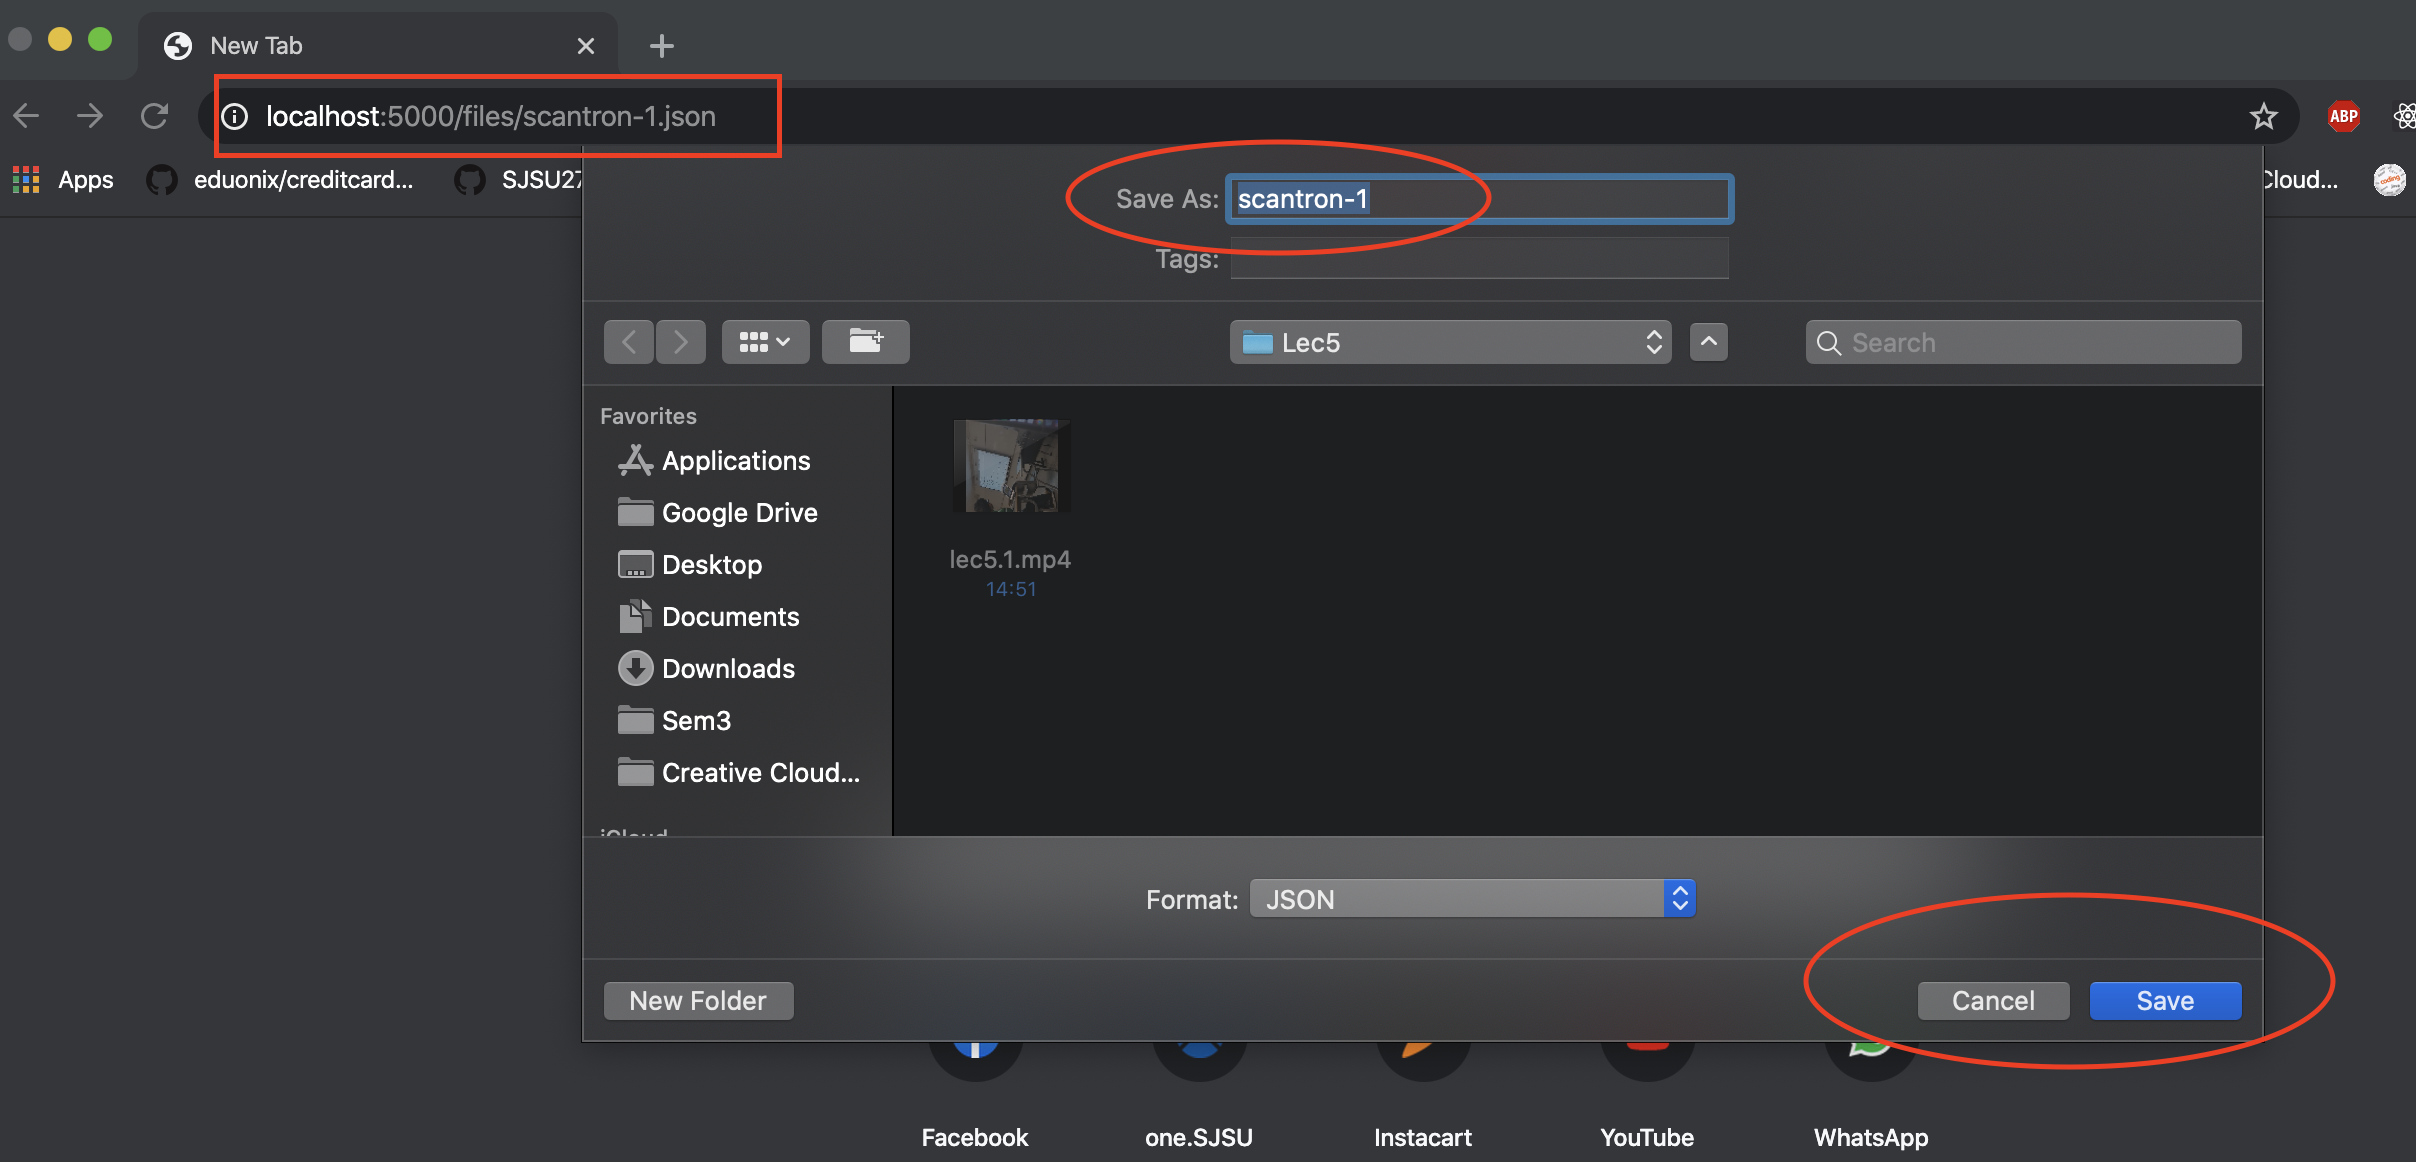 New Tab
localhost:5000/files/scantron-1.json
ABP
Apps
eduonix/creditcard...
SJSU27
Cloud...
Save As: scantron-1
Tags:
Lec5
Search
Favorites
Applications
Google Drive
Desktop
Documents
Downloads
Sem3
Creative Cloud...
iCloud
lec5.1.mp4
14:51
Format: JSON
New Folder
Cancel
Save
Facebook
one.SJSU
Instacart
YouTube
WhatsApp